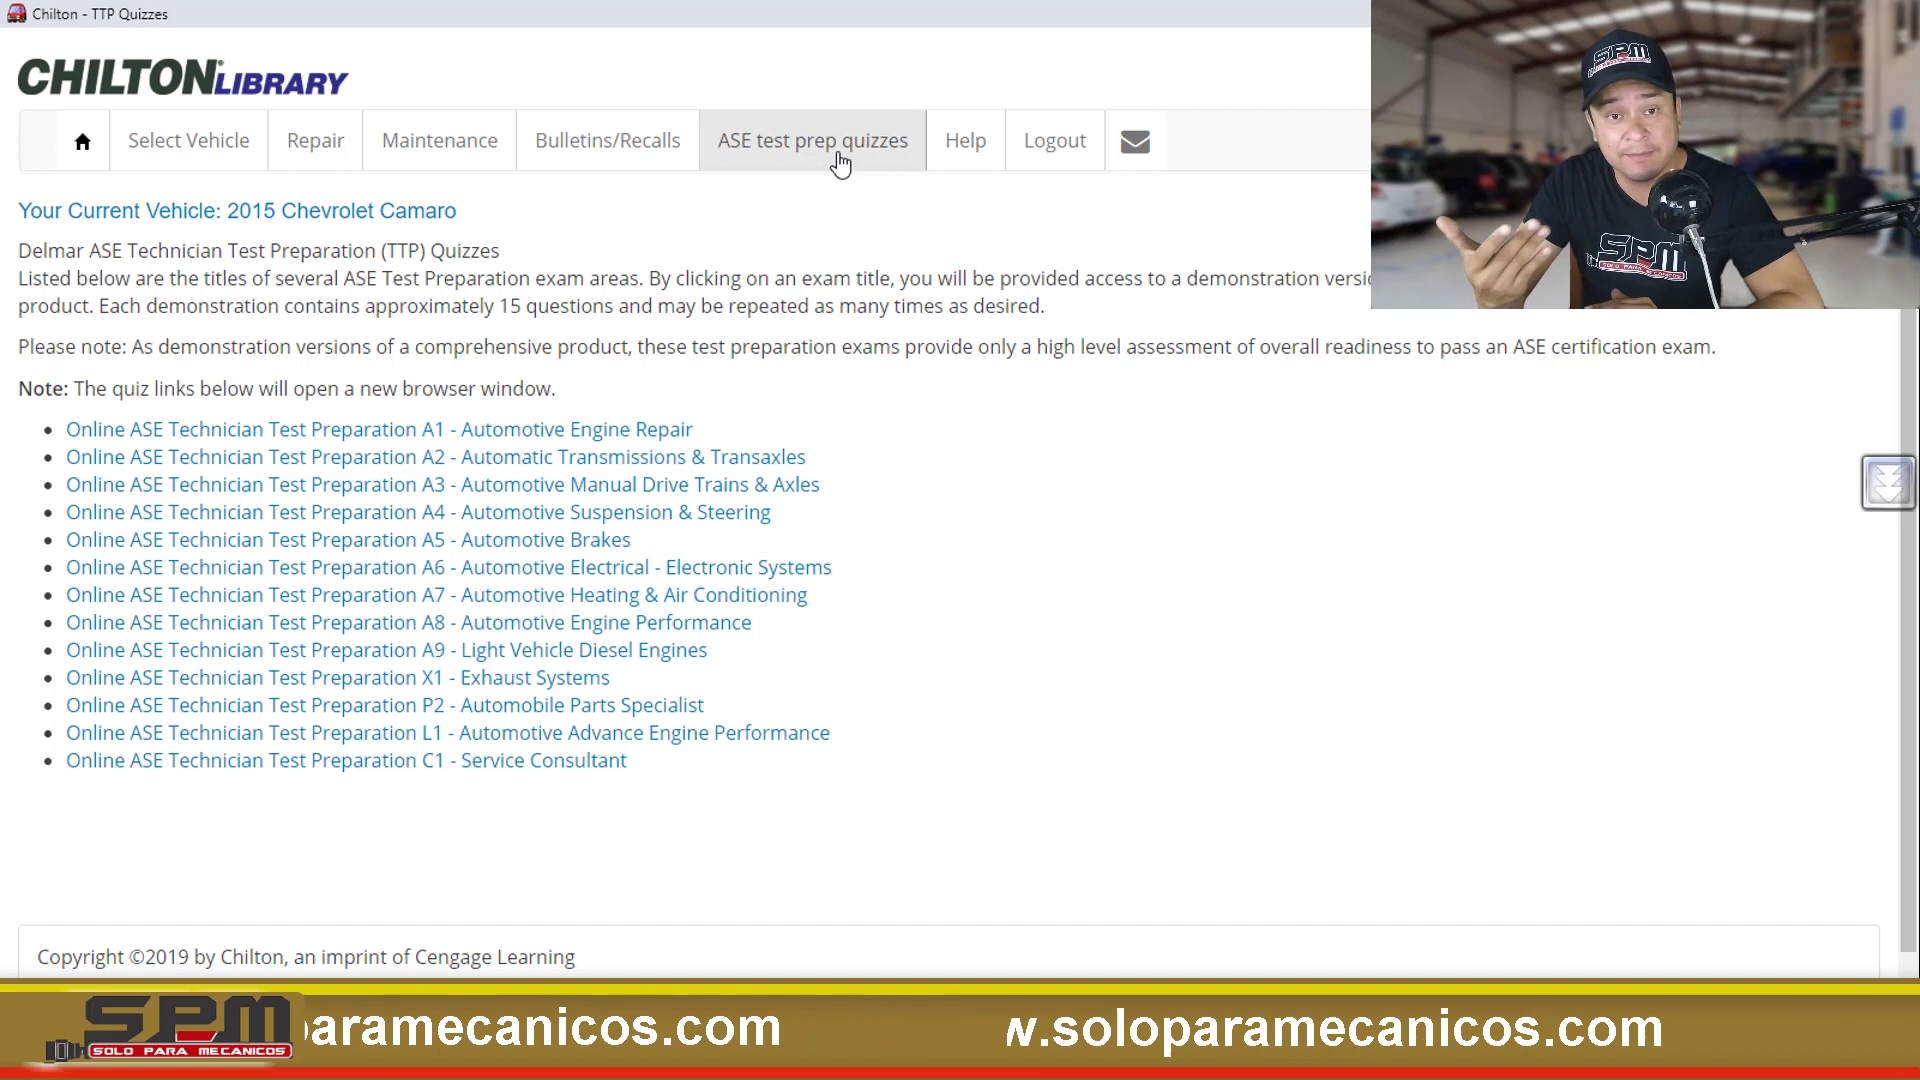 Chilton - TTP Quizzes
CHILTON LIBRARY
Select Vehicle
Repair
Maintenance
Bulletins/Recalls
ASE test prep quizzes
Help
Logout
Your Current Vehicle: 2015 Chevrolet Camaro
Delmar ASE Technician Test Preparation (TTP) Quizzes
Listed below are the titles of several ASE Test Preparation exam areas. By clicking on an exam title, you will be provided access to a demonstration
product. Each demonstration contains approximately 15 questions and may be repeated as many times as desired.
Please note: As demonstration versions of a comprehensive product, these test preparation exams provide only a high level assessment of overall readiness to pass an ASE certification exam.
Note: The quiz links below will open a new browser window.
Online ASE Technician Test Preparation A1 - Automotive Engine Repair
Online ASE Technician Test Preparation A2 - Automatic Transmissions & Transaxles
Online ASE Technician Test Preparation A3 - Automotive Manual Drive Trains & Axles
Online ASE Technician Test Preparation A4 - Automotive Suspension & Steering
Online ASE Technician Test Preparation A5 - Automotive Brakes
Online ASE Technician Test Preparation A6 - Automotive Electrical - Electronic Systems
Online ASE Technician Test Preparation A7 - Automotive Heating & Air Conditioning
Online ASE Technician Test Preparation A8 - Automotive Engine Performance
Online ASE Technician Test Preparation A9 - Light Vehicle Diesel Engines
Online ASE Technician Test Preparation X1 - Exhaust Systems
Online ASE Technician Test Preparation P2 - Automobile Parts Specialist
Online ASE Technician Test Preparation L1 - Automotive Advance Engine Performance
Online ASE Technician Test Preparation C1 - Service Consultant
Copyright ©2019 by Chilton, an imprint of Cengage Learning
SPM
SPM
SPM
SOLO PARA MECANICOS
paramecanicos.com
w.soloparamecanicos.com